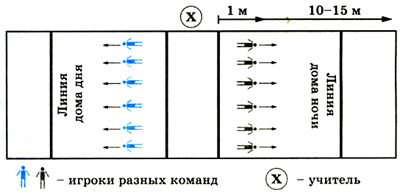 Х
1 м
10–15 м
Линия
дома дня
Линия
дома ночи
– игроки разных команд
Х
– учитель